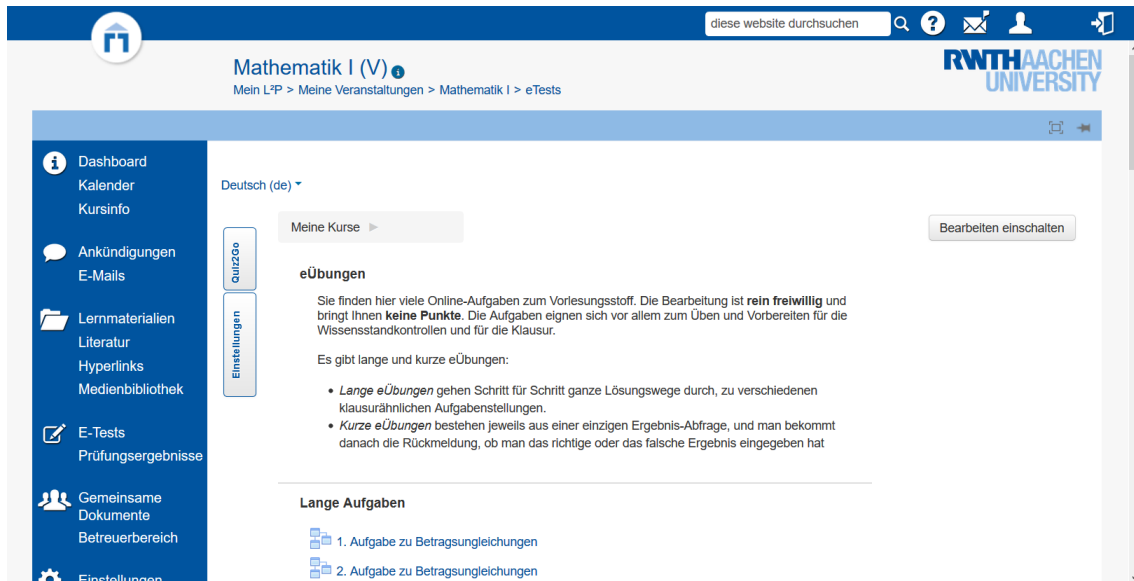 diese website durchsuchen
Mathematik I (V)
RWTHAACHEN
UNIVERSITY
Mein L²P > Meine Veranstaltungen > Mathematik I > eTests
Dashboard
Kalender
Kursinfo
Ankündigungen
E-Mails
Lernmaterialien
Literatur
Hyperlinks
Medienbibliothek
E-Tests
Prüfungsergebnisse
Gemeinsame
Dokumente
Betreuerbereich
Einstellungen
Deutsch (de)
Quiz2Go
Einstellungen
Meine Kurse
Bearbeiten einschalten
eÜbungen
Sie finden hier viele Online-Aufgaben zum Vorlesungsstoff. Die Bearbeitung ist rein freiwillig und
bringt Ihnen keine Punkte. Die Aufgaben eignen sich vor allem zum Üben und Vorbereiten für die
Wissensstandkontrollen und für die Klausur.
Es gibt lange und kurze eÜbungen:
• Lange eÜbungen gehen Schritt für Schritt ganze Lösungswege durch, zu verschiedenen
klausurähnlichen Aufgabenstellungen.
• Kurze eÜbungen bestehen jeweils aus einer einzigen Ergebnis-Abfrage, und man bekommt
danach die Rückmeldung, ob man das richtige oder das falsche Ergebnis eingegeben hat
Lange Aufgaben
1. Aufgabe zu Betragsungleichungen
2. Aufgabe zu Betragsungleichungen